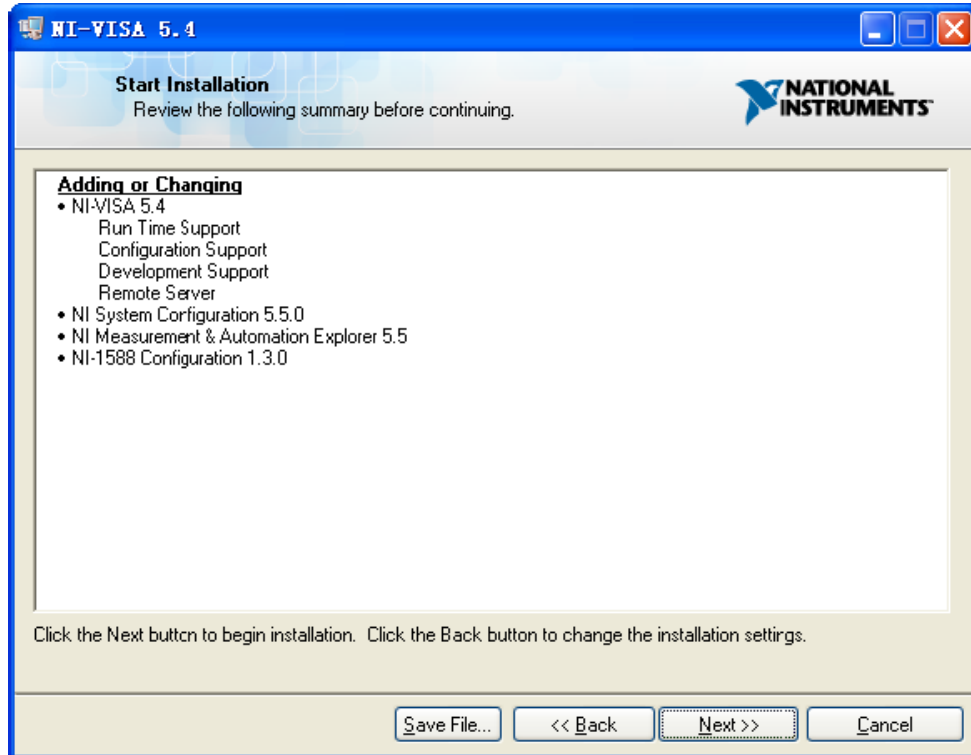 NI-VISA 5.4
Start Installation
Review the following summary before continuing.
NATIONAL
INSTRUMENTS
Adding or Changing
• NI-VISA 5.4
Run Time Support
Configuration Support
Development Support
Remote Server
• NI System Configuration 5.5.0
• NI Measurement & Automation Explorer 5.5
• NI-1588 Configuration 1.3.0
Click the Next button to begin installation.  Click the Back button to change the installation settings.
Save File...
<< Back
Next >>
Cancel